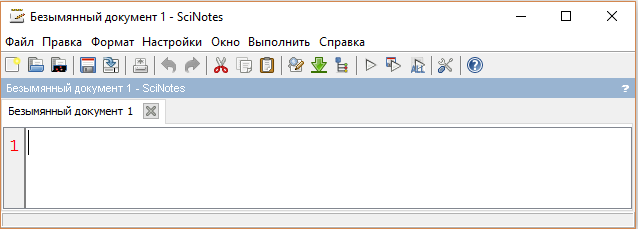 Безымянный документ 1 - SciNotes
Файл Правка Формат Настройки Окно Выполнить Справка
Безымянный документ 1 - SciNotes ?
Безымянный документ 1
1